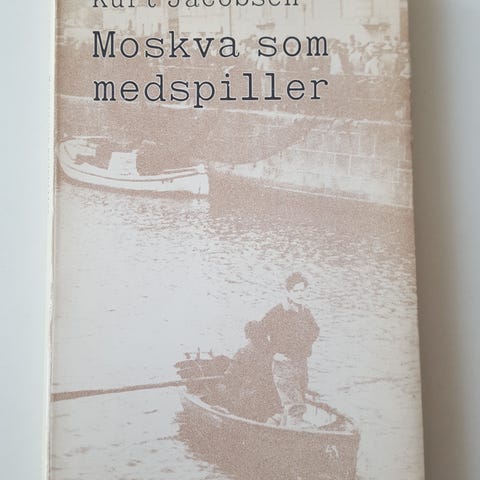 Kurt Jacobsen
Moskva som
medspiller